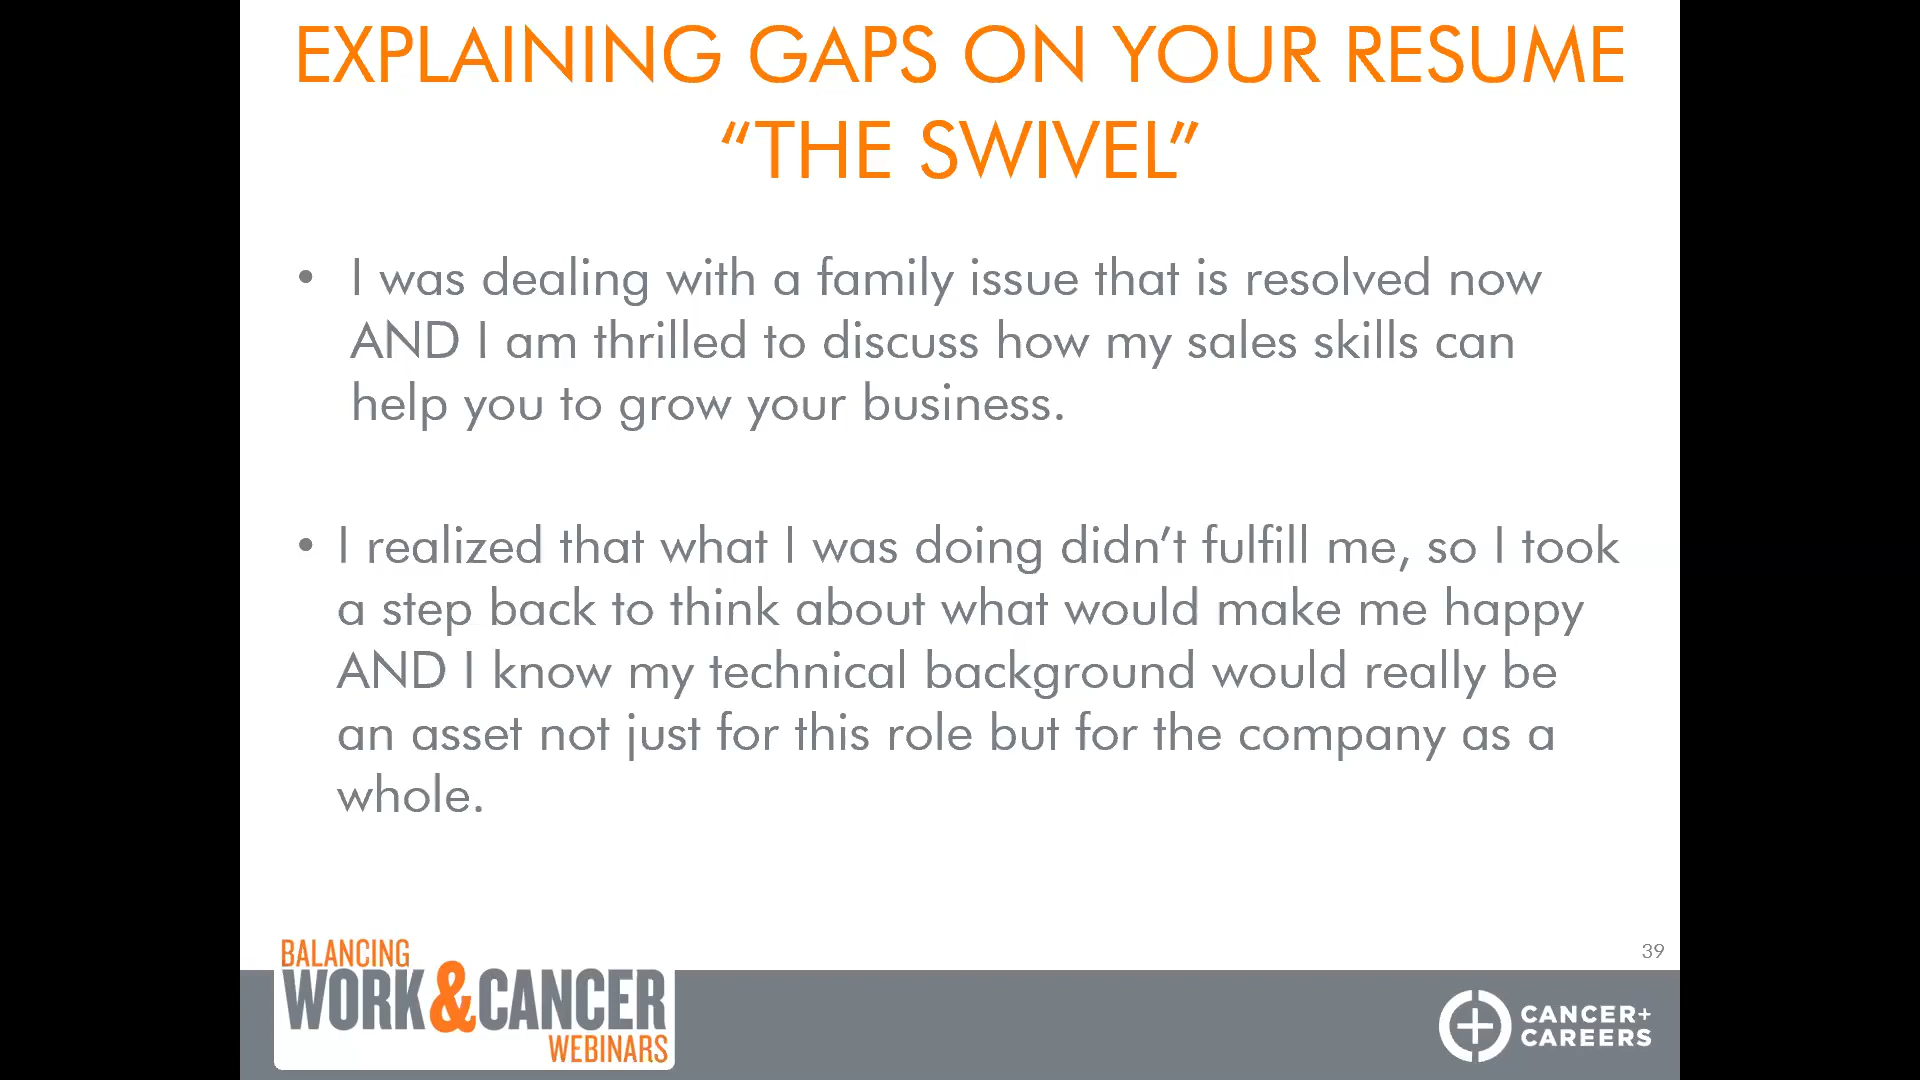 EXPLAINING GAPS ON YOUR RESUME
“THE SWIVEL”
• I was dealing with a family issue that is resolved now
AND I am thrilled to discuss how my sales skills can
help you to grow your business.
• I realized that what I was doing didn’t fulfill me, so I took
a step back to think about what would make me happy
AND I know my technical background would really be
an asset not just for this role but for the company as a
whole.
39
BALANCING
WORK&CANCER
WEBINARS
CANCER+
CAREERS